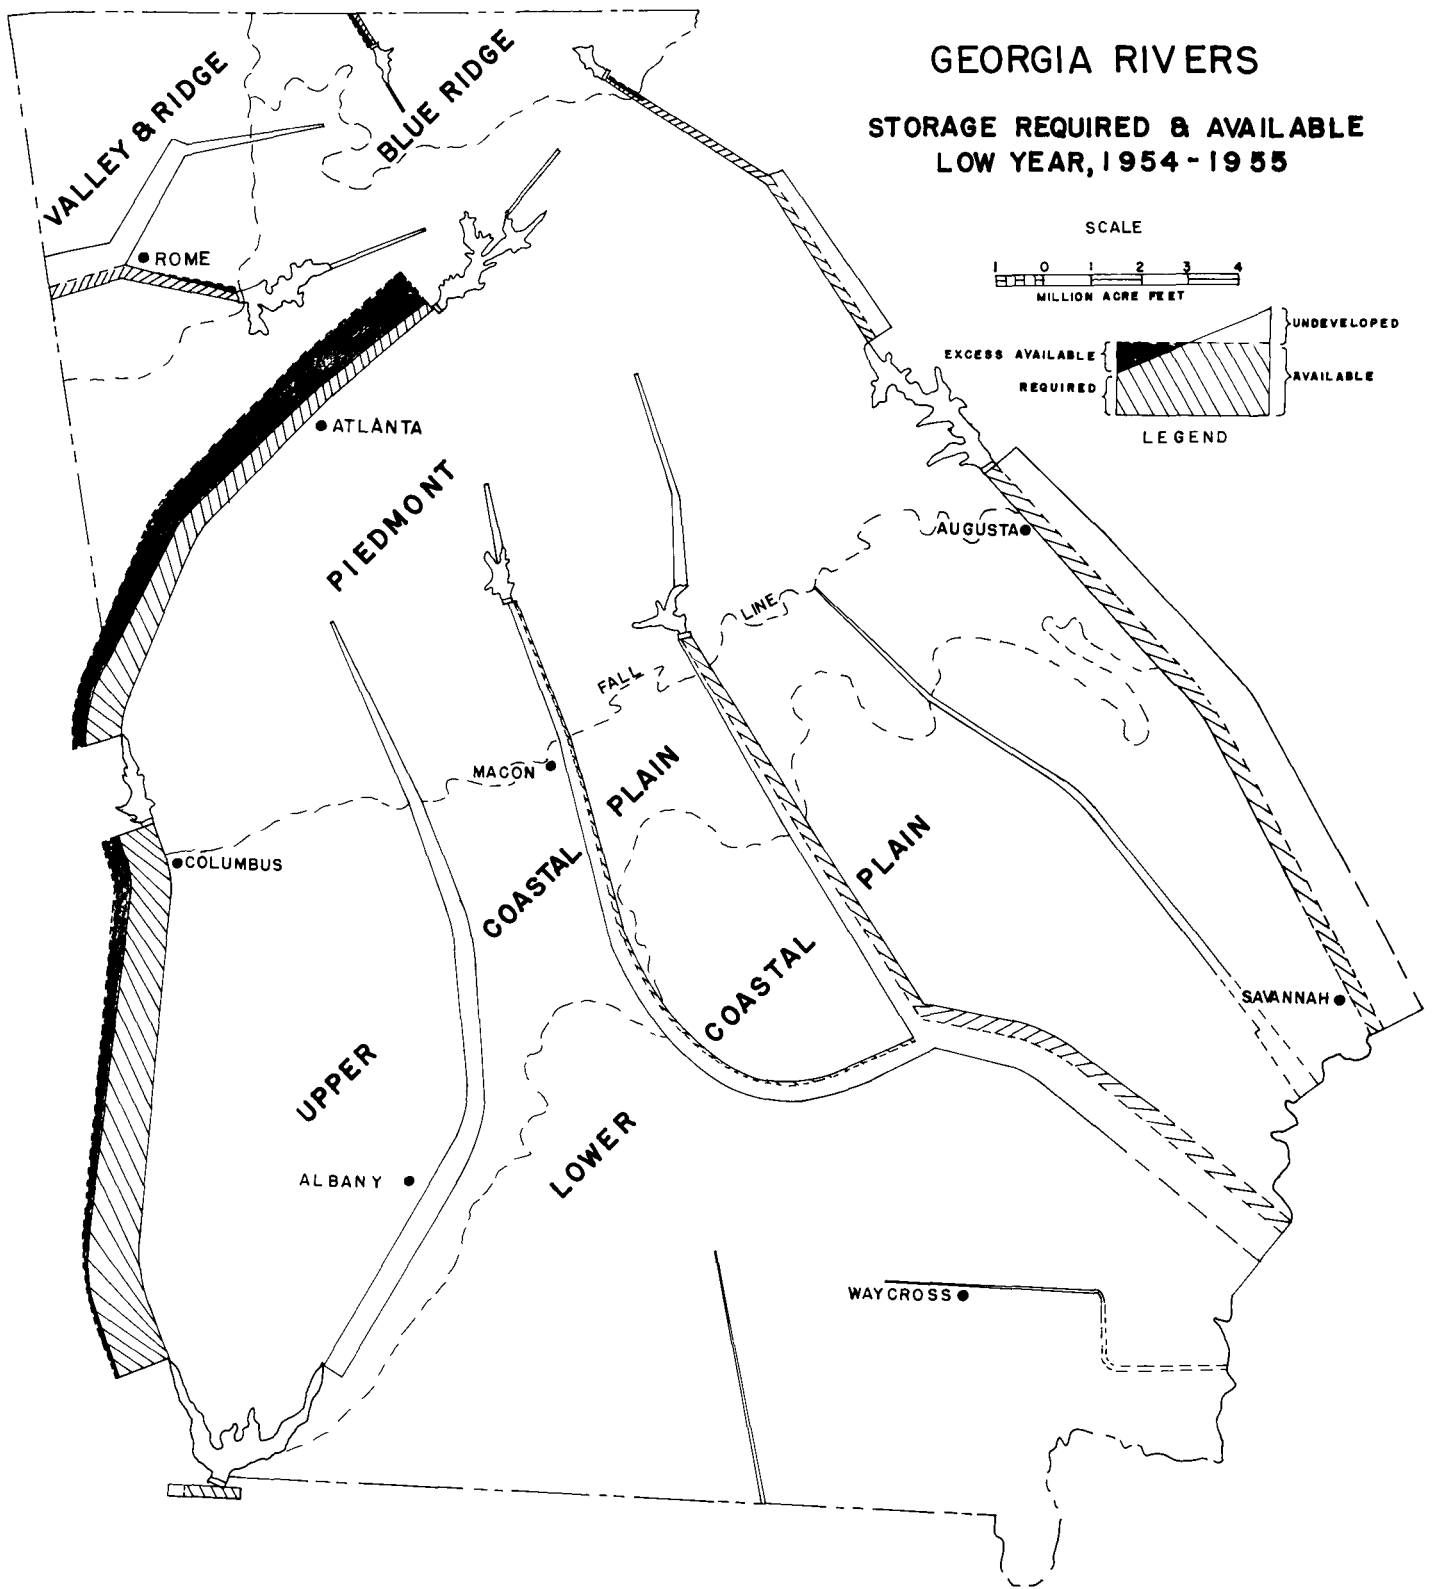 GEORGIA RIVERS
STORAGE REQUIRED & AVAILABLE
LOW YEAR, 1954-1955
SCALE
1 0 1 2 3 4
MILLION ACRE FEET
UNDEVELOPED
EXCESS AVAILABLE
REQUIRED
AVAILABLE
LEGEND
VALLEY & RIDGE
BLUE RIDGE
ROME
ATLANTA
PIEDMONT
AUGUSTA
FALL LINE
MACON
COLUMBUS
UPPER COASTAL PLAIN
LOWER COASTAL PLAIN
SAVANNAH
ALBANY
WAYCROSS